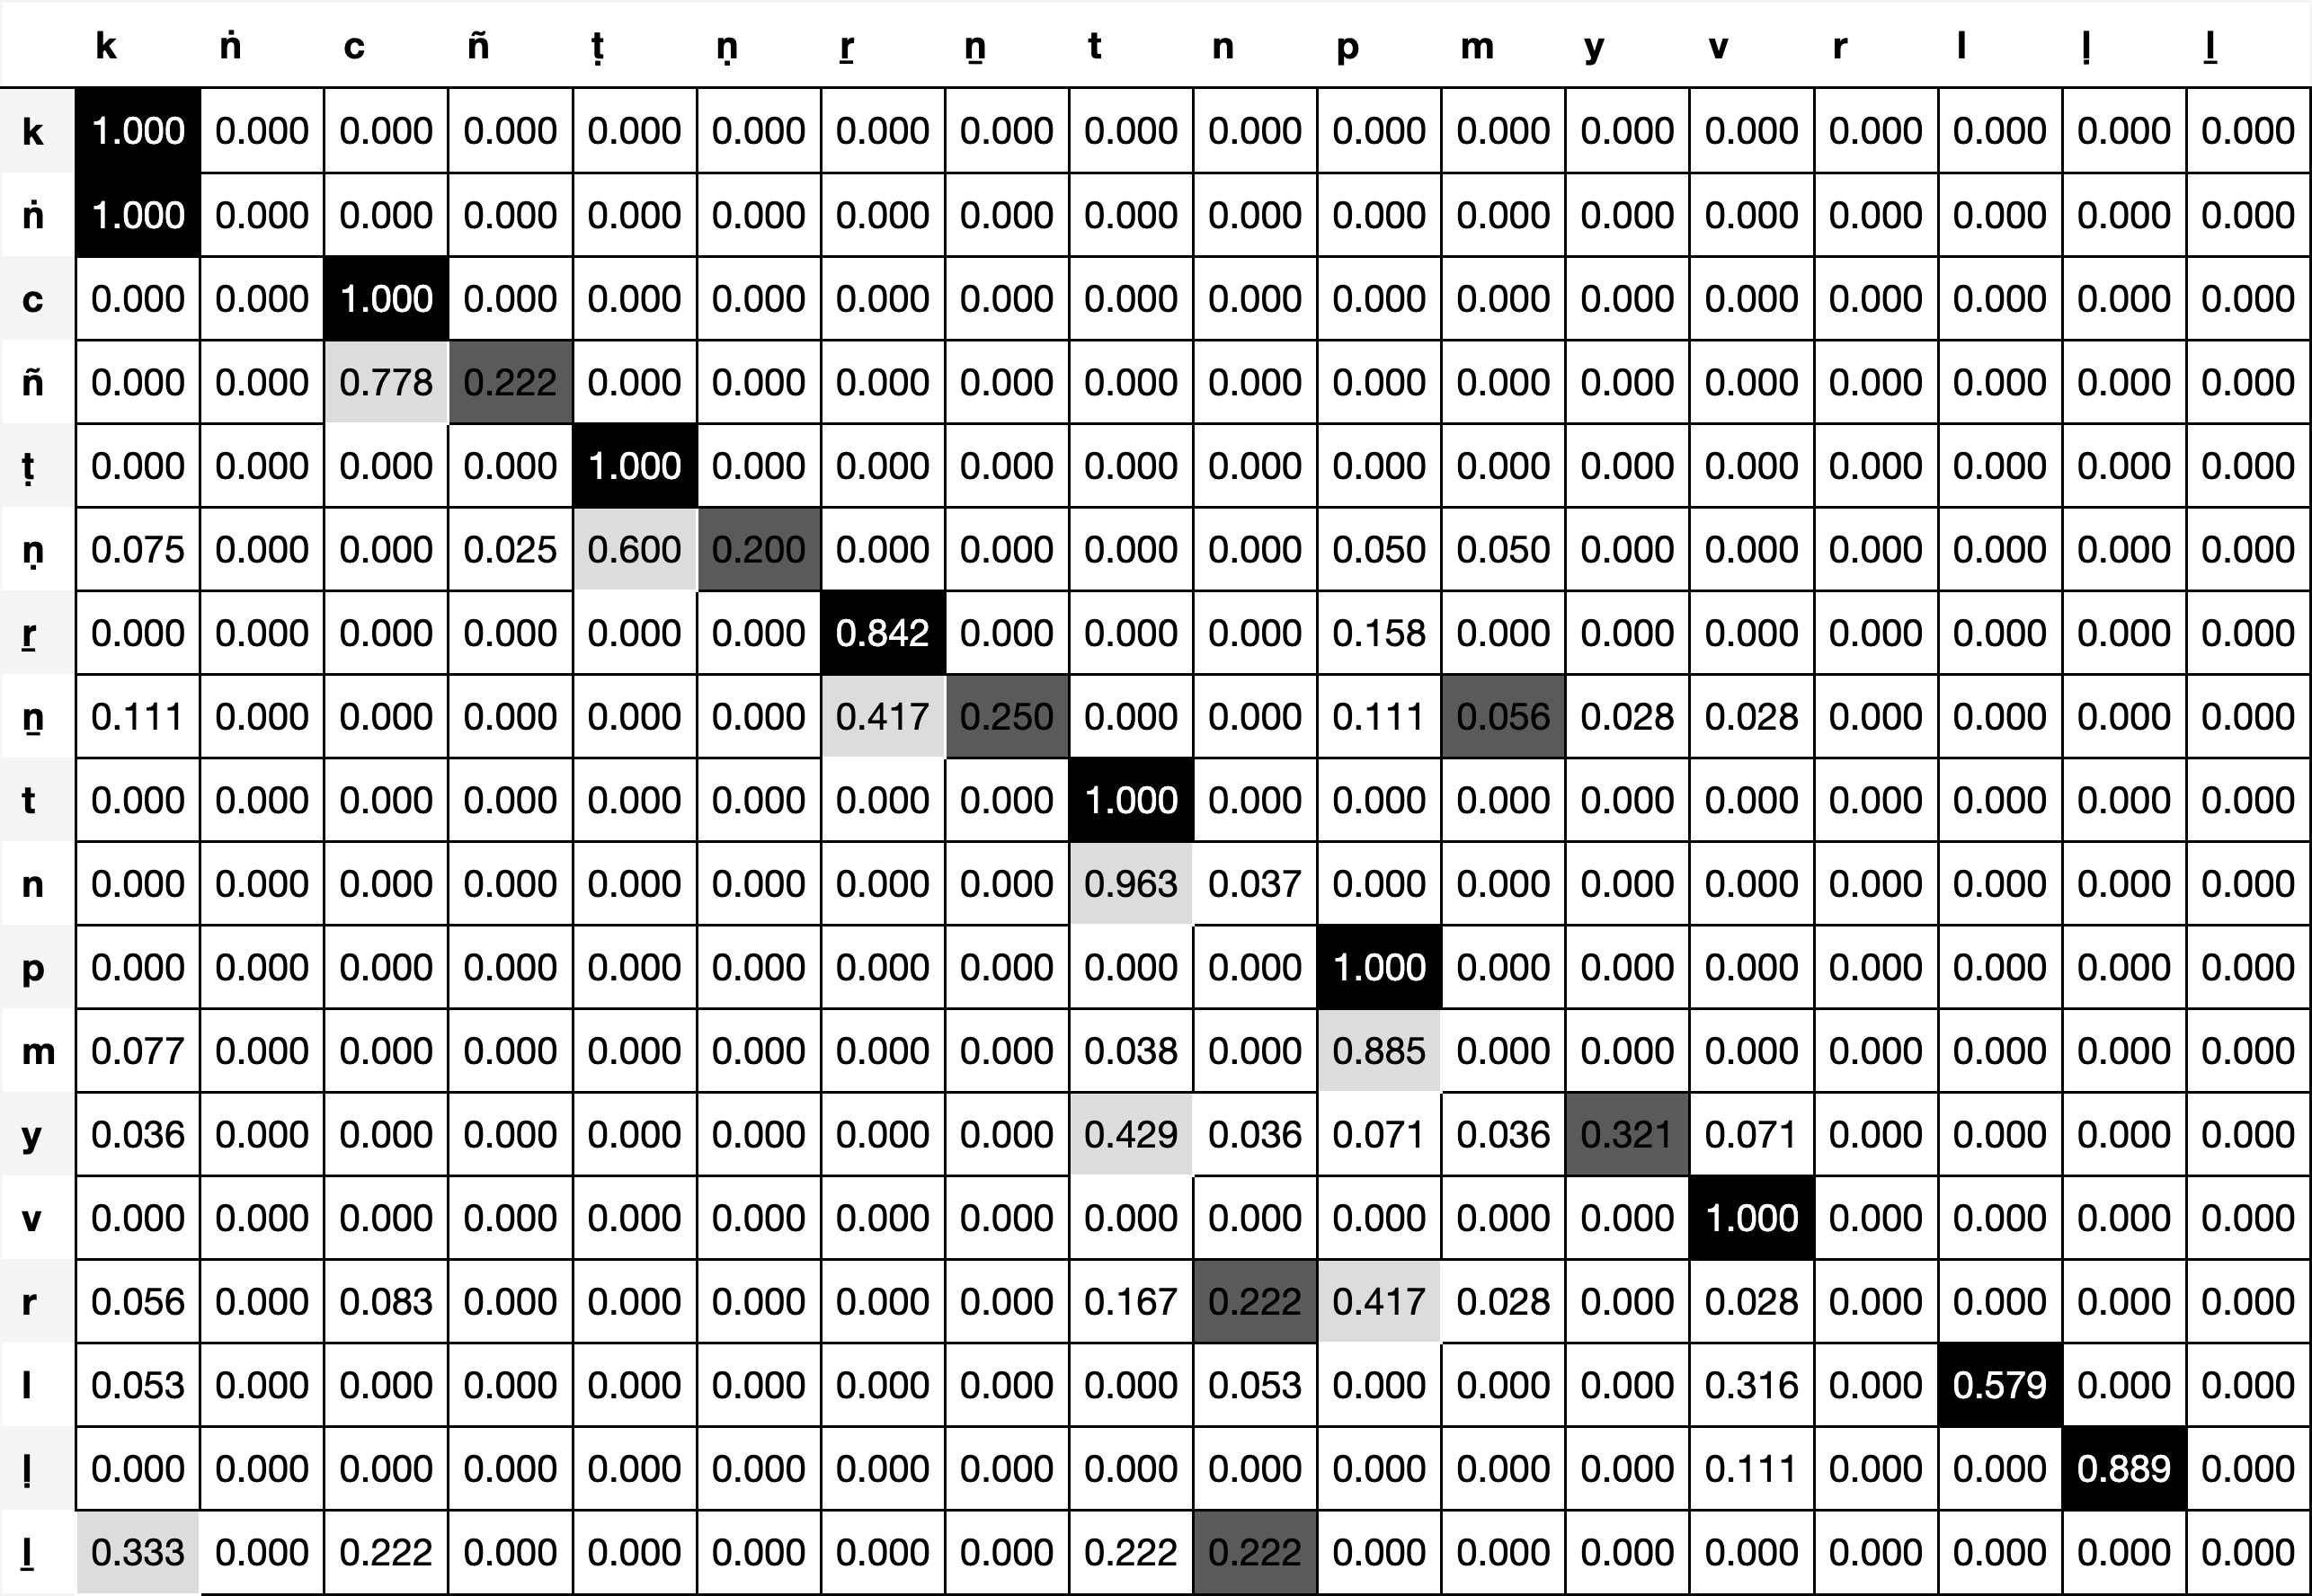 k ṅ c ñ ṭ ṇ ṟ ṉ t n p m y v r l ḷ ḻ
k 1.000 0.000 0.000 0.000 0.000 0.000 0.000 0.000 0.000 0.000 0.000 0.000 0.000 0.000 0.000 0.000 0.000 0.000
ṅ 1.000 0.000 0.000 0.000 0.000 0.000 0.000 0.000 0.000 0.000 0.000 0.000 0.000 0.000 0.000 0.000 0.000 0.000
c 0.000 0.000 1.000 0.000 0.000 0.000 0.000 0.000 0.000 0.000 0.000 0.000 0.000 0.000 0.000 0.000 0.000 0.000
ñ 0.000 0.000 0.778 0.222 0.000 0.000 0.000 0.000 0.000 0.000 0.000 0.000 0.000 0.000 0.000 0.000 0.000 0.000
ṭ 0.000 0.000 0.000 0.000 1.000 0.000 0.000 0.000 0.000 0.000 0.000 0.000 0.000 0.000 0.000 0.000 0.000 0.000
ṇ 0.075 0.000 0.000 0.025 0.600 0.200 0.000 0.000 0.000 0.000 0.050 0.050 0.000 0.000 0.000 0.000 0.000 0.000
ṟ 0.000 0.000 0.000 0.000 0.000 0.000 0.842 0.000 0.000 0.000 0.158 0.000 0.000 0.000 0.000 0.000 0.000 0.000
ṉ 0.111 0.000 0.000 0.000 0.000 0.000 0.417 0.250 0.000 0.000 0.111 0.056 0.028 0.028 0.000 0.000 0.000 0.000
t 0.000 0.000 0.000 0.000 0.000 0.000 0.000 0.000 1.000 0.000 0.000 0.000 0.000 0.000 0.000 0.000 0.000 0.000
n 0.000 0.000 0.000 0.000 0.000 0.000 0.000 0.000 0.963 0.037 0.000 0.000 0.000 0.000 0.000 0.000 0.000 0.000
p 0.000 0.000 0.000 0.000 0.000 0.000 0.000 0.000 0.000 0.000 1.000 0.000 0.000 0.000 0.000 0.000 0.000 0.000
m 0.077 0.000 0.000 0.000 0.000 0.000 0.000 0.000 0.038 0.000 0.885 0.000 0.000 0.000 0.000 0.000 0.000 0.000
y 0.036 0.000 0.000 0.000 0.000 0.000 0.000 0.000 0.429 0.036 0.071 0.036 0.321 0.071 0.000 0.000 0.000 0.000
v 0.000 0.000 0.000 0.000 0.000 0.000 0.000 0.000 0.000 0.000 0.000 0.000 0.000 1.000 0.000 0.000 0.000 0.000
r 0.056 0.000 0.083 0.000 0.000 0.000 0.000 0.000 0.167 0.222 0.417 0.028 0.000 0.028 0.000 0.000 0.000 0.000
l 0.053 0.000 0.000 0.000 0.000 0.000 0.000 0.000 0.000 0.053 0.000 0.000 0.000 0.316 0.000 0.579 0.000 0.000
ḷ 0.000 0.000 0.000 0.000 0.000 0.000 0.000 0.000 0.000 0.000 0.000 0.000 0.000 0.111 0.000 0.000 0.889 0.000
ḻ 0.333 0.000 0.222 0.000 0.000 0.000 0.000 0.000 0.222 0.222 0.000 0.000 0.000 0.000 0.000 0.000 0.000 0.000